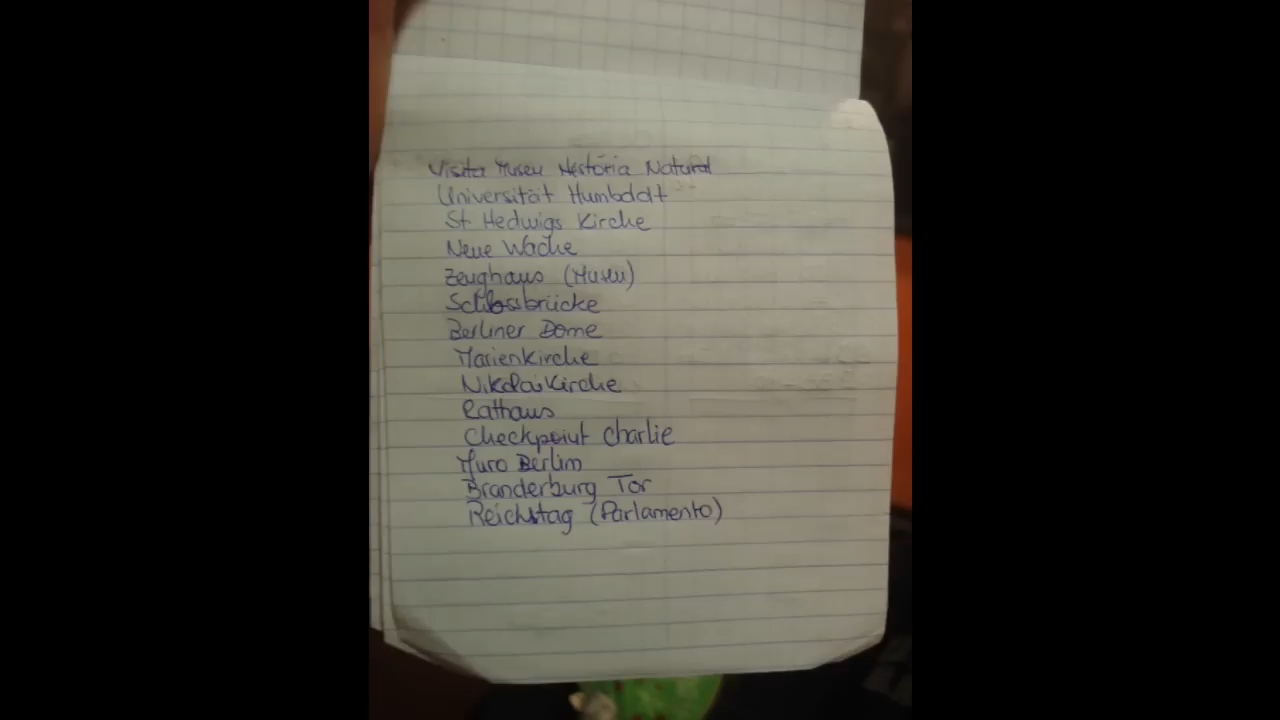 Visita Museu História Natural
Universität Humboldt
St Hedwigs Kirche
Neue Wache
Zeughaus (Museu)
Schlossbrücke
Berliner Dome
Marienkirche
Nikolaikirche
Rathaus
Checkpoint Charlie
Muro Berlim
Branderburg Tor
Reichstag (Parlamento)